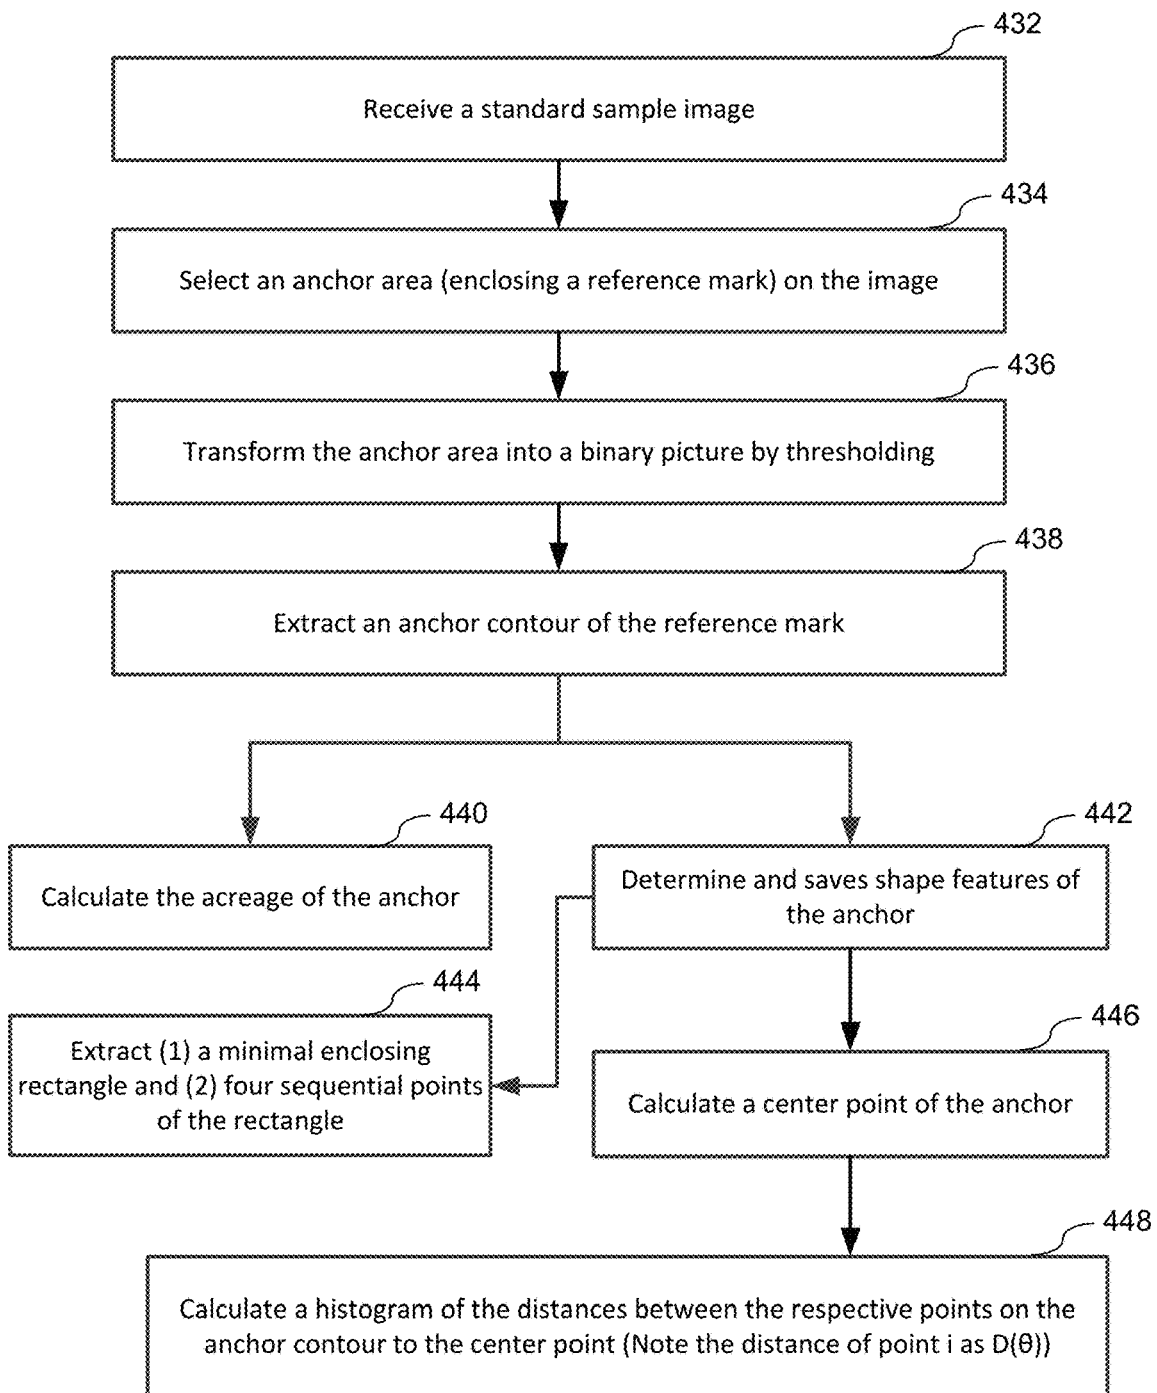 432
Receive a standard sample image
434
Select an anchor area (enclosing a reference mark) on the image
436
Transform the anchor area into a binary picture by thresholding
438
Extract an anchor contour of the reference mark
440
Calculate the acreage of the anchor
442
Determine and saves shape features of
the anchor
444
Extract (1) a minimal enclosing
rectangle and (2) four sequential points
of the rectangle
446
Calculate a center point of the anchor
448
Calculate a histogram of the distances between the respective points on the
anchor contour to the center point (Note the distance of point i as D(θ))